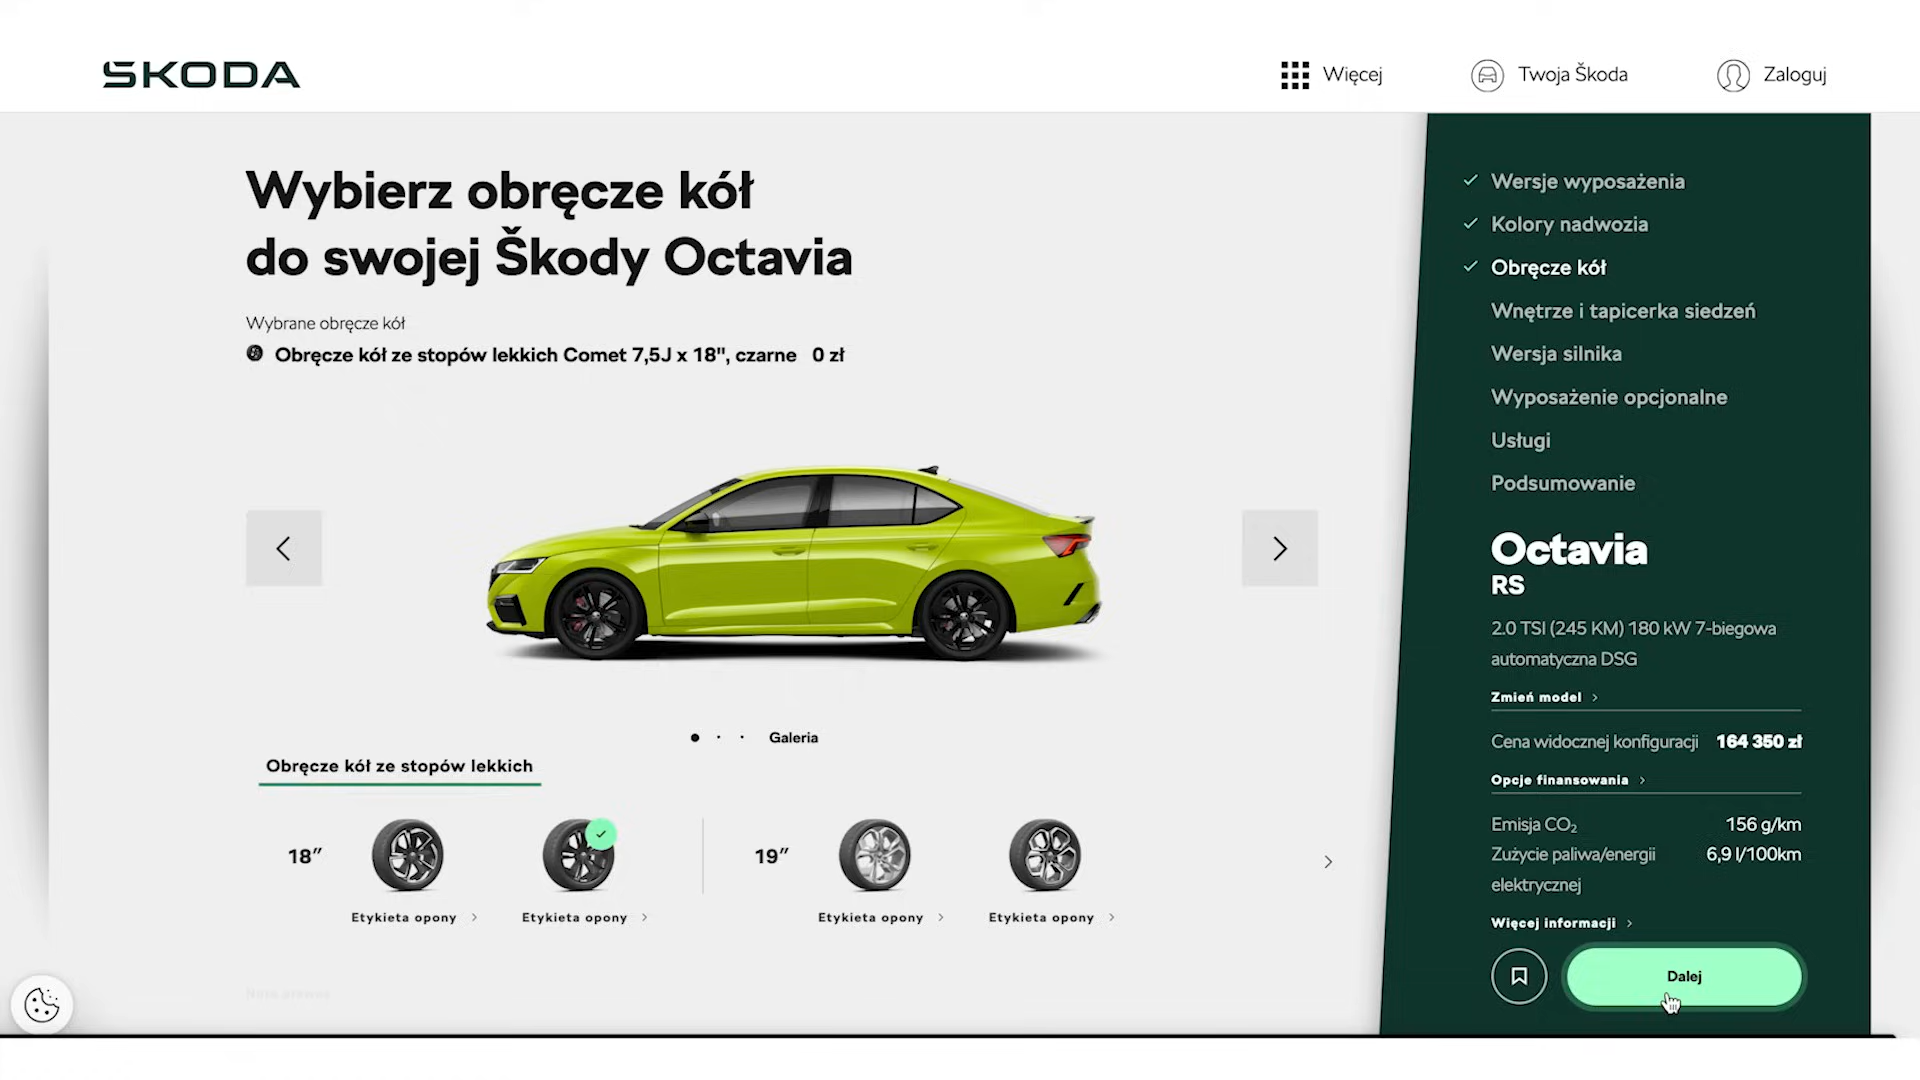 ŠKODA
Więcej
Twoja Škoda
Zaloguj
Wybierz obręcze kół
do swojej Škody Octavia
Wybrane obręcze kół
Obręcze kół ze stopów lekkich Comet 7,5J x 18", czarne 0 zł
Galeria
Obręcze kół ze stopów lekkich
18″
19″
Etykieta opony
Etykieta opony
Etykieta opony
Etykieta opony
Nota prawna
Wersje wyposażenia
Kolory nadwozia
Obręcze kół
Wnętrze i tapicerka siedzeń
Wersja silnika
Wyposażenie opcjonalne
Usługi
Podsumowanie
Octavia
RS
2.0 TSI (245 KM) 180 kW 7-biegowa
automatyczna DSG
Zmień model
Cena widocznej konfiguracji 164 350 zł
Opcje finansowania
Emisja CO₂ 156 g/km
Zużycie paliwa/energii 6,9 l/100km
elektrycznej
Więcej informacji
Dalej